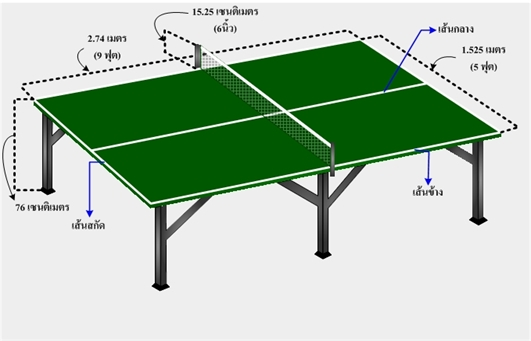 15.25 เซนติเมตร
(6นิ้ว)
2.74 เมตร
(9 ฟุต)
เส้นกลาง
1.525 เมตร
(5 ฟุต)
76 เซนติเมตร
เส้นสกัด
เส้นข้าง